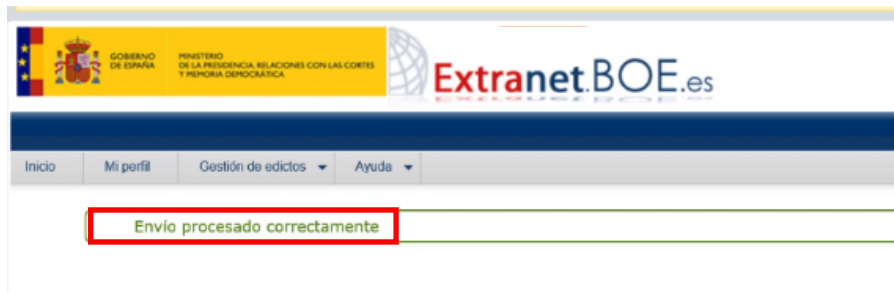 GOBIERNO
DE ESPAÑA
MINISTERIO
DE LA PRESIDENCIA, RELACIONES CON LAS CORTES
Y MEMORIA DEMOCRÁTICA
Extranet.BOE.es
Inicio Mi perfil Gestión de edictos Ayuda
Envío procesado correctamente